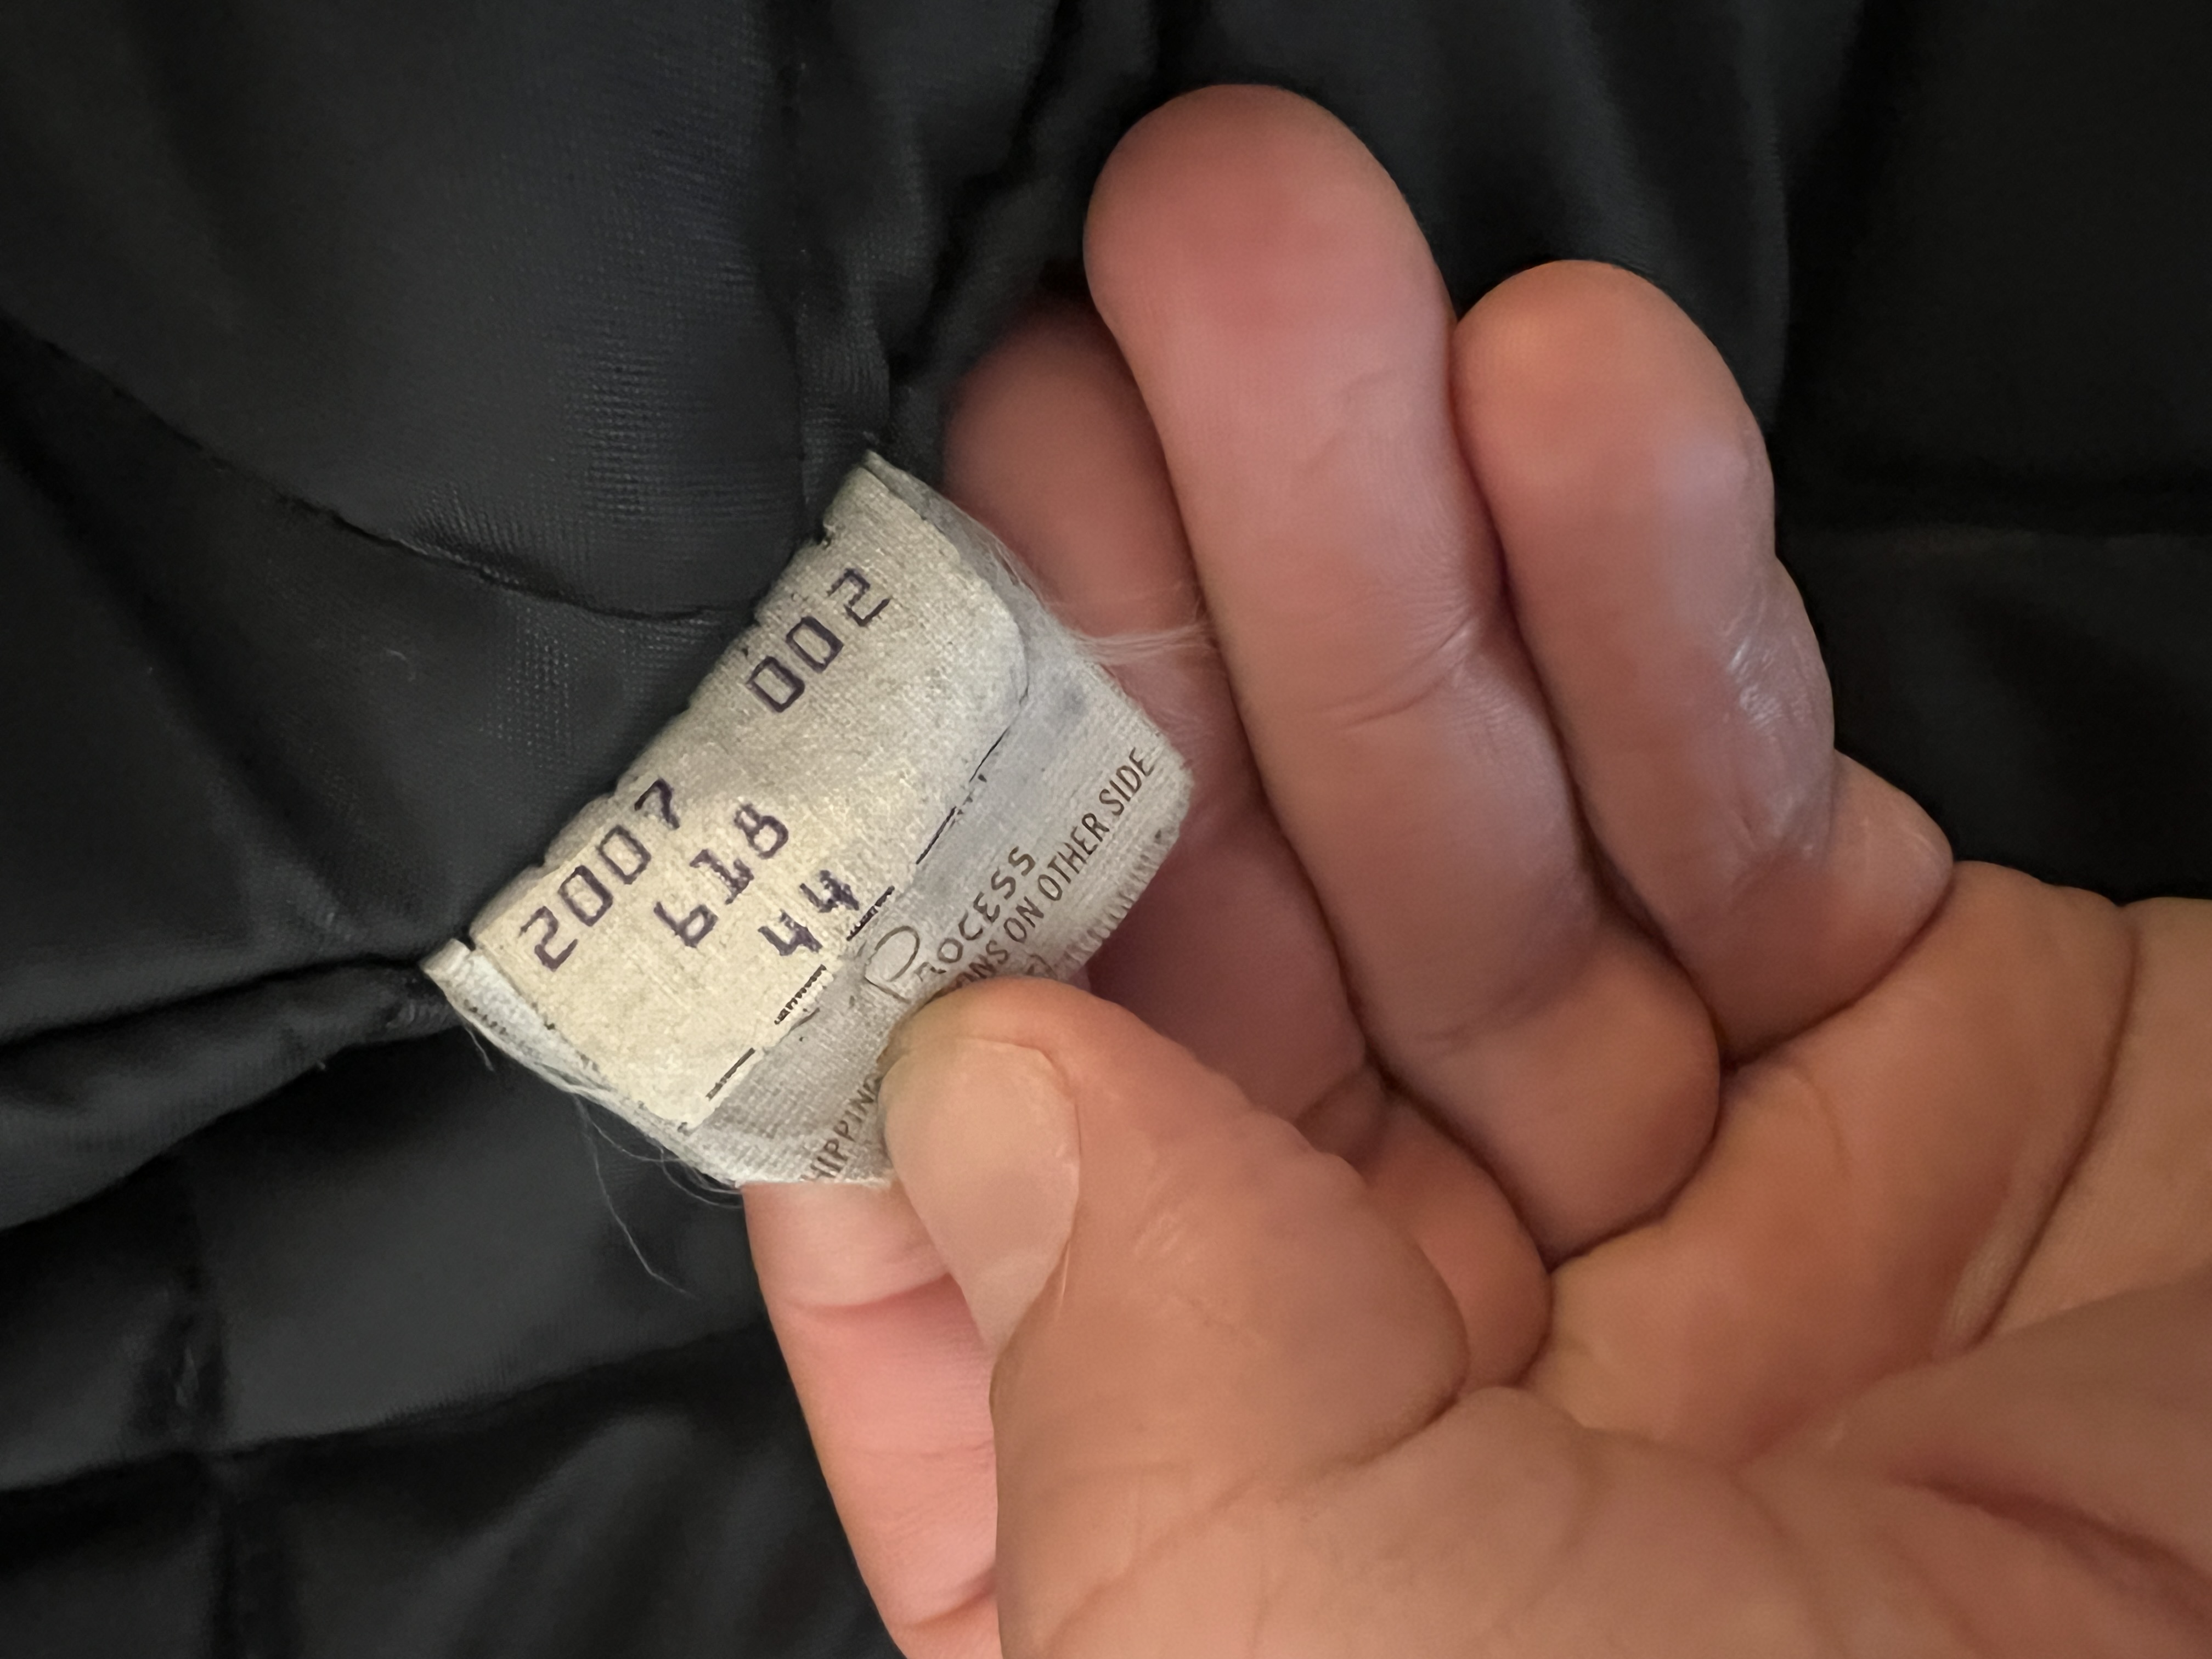 2007 002
618
44
PROCESS
ON OTHER SIDE